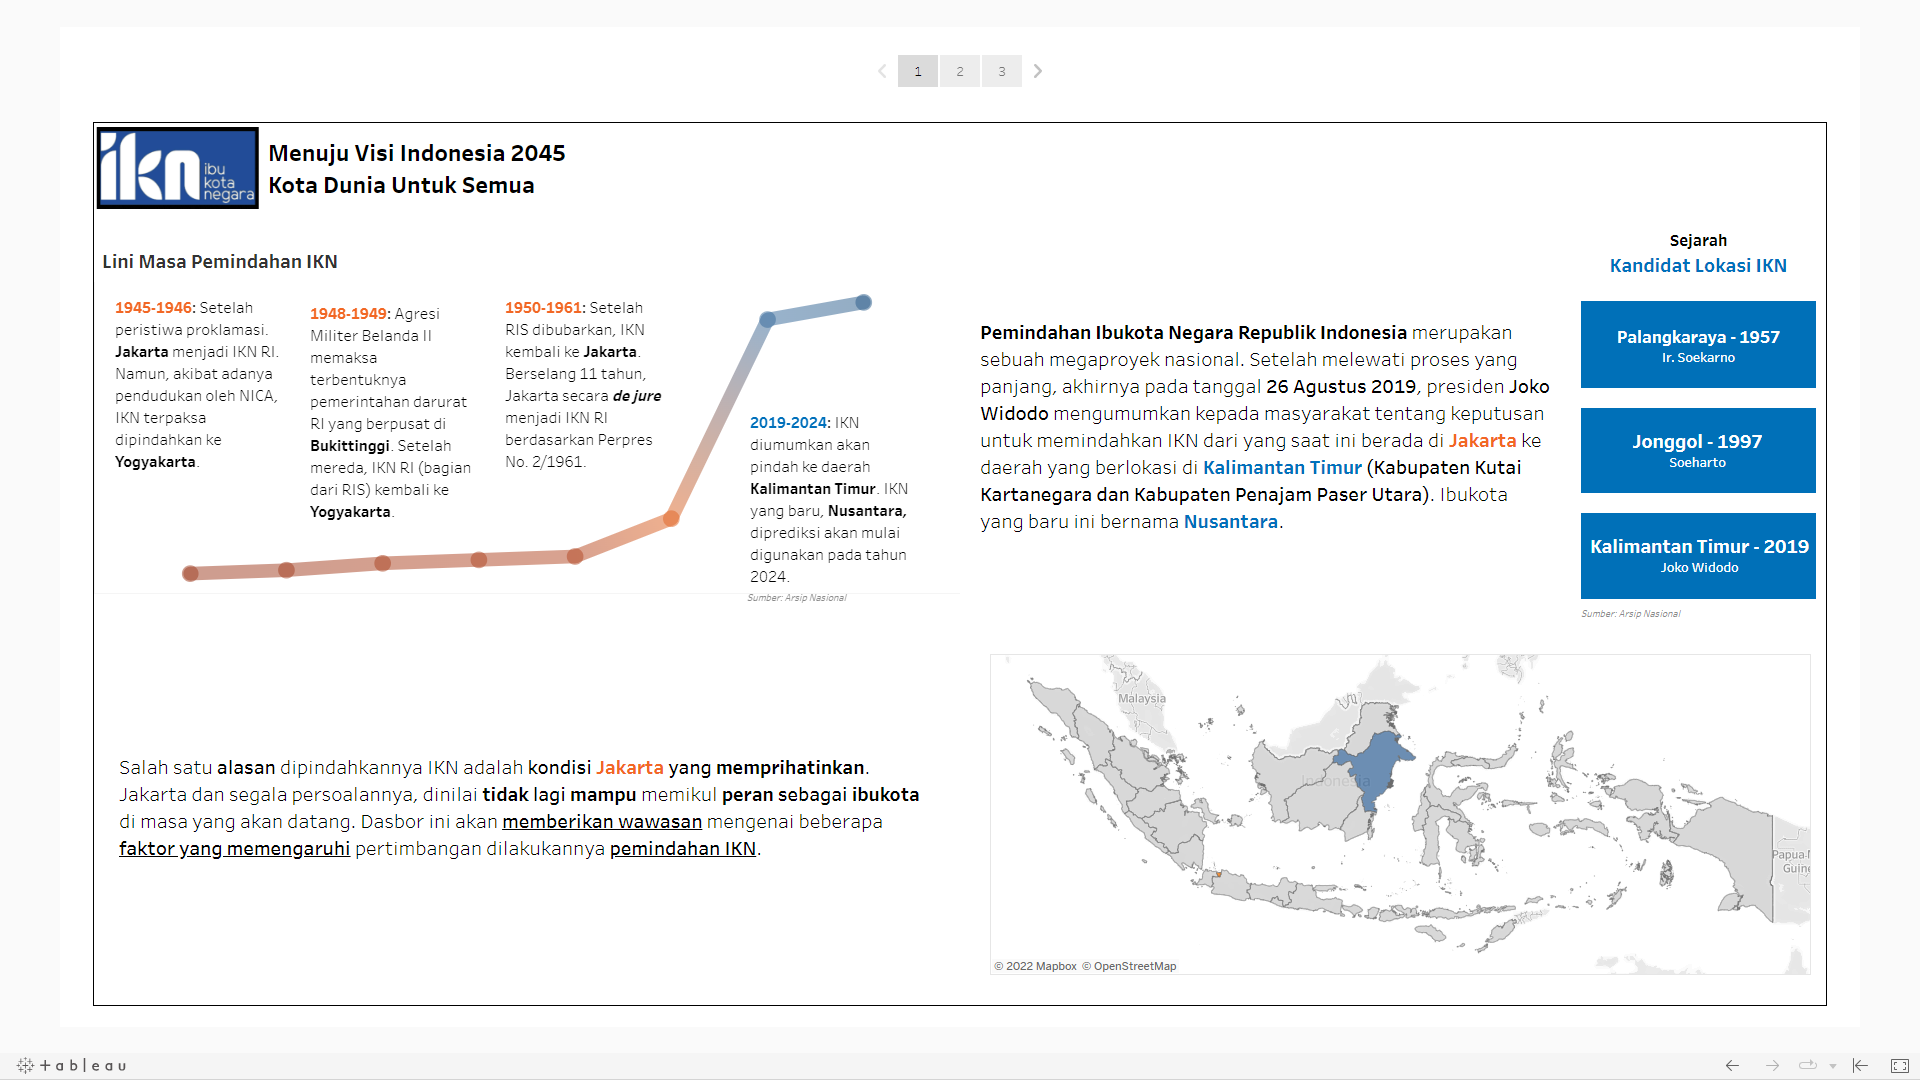 1
2
3
ikn ibu
kota
negara
Menuju Visi Indonesia 2045
Kota Dunia Untuk Semua
Lini Masa Pemindahan IKN
1945-1946: Setelah
peristiwa proklamasi.
Jakarta menjadi IKN RI.
Namun, akibat adanya
pendudukan oleh NICA,
IKN terpaksa
dipindahkan ke
Yogyakarta.
1948-1949: Agresi
Militer Belanda II
memaksa
terbentuknya
pemerintahan darurat
RI yang berpusat di
Bukittinggi. Setelah
mereda, IKN RI (bagian
dari RIS) kembali ke
Yogyakarta.
1950-1961: Setelah
RIS dibubarkan, IKN
kembali ke Jakarta.
Berselang 11 tahun,
Jakarta secara de jure
menjadi IKN RI
berdasarkan Perpres
No. 2/1961.
2019-2024: IKN
diumumkan akan
pindah ke daerah
Kalimantan Timur. IKN
yang baru, Nusantara,
diprediksi akan mulai
digunakan pada tahun
2024.
Sumber: Arsip Nasional
Pemindahan Ibukota Negara Republik Indonesia merupakan
sebuah megaproyek nasional. Setelah melewati proses yang
panjang, akhirnya pada tanggal 26 Agustus 2019, presiden Joko
Widodo mengumumkan kepada masyarakat tentang keputusan
untuk memindahkan IKN dari yang saat ini berada di Jakarta ke
daerah yang berlokasi di Kalimantan Timur (Kabupaten Kutai
Kartanegara dan Kabupaten Penajam Paser Utara). Ibukota
yang baru ini bernama Nusantara.
Sejarah
Kandidat Lokasi IKN
Palangkaraya - 1957
Ir. Soekarno
Jonggol - 1997
Soeharto
Kalimantan Timur - 2019
Joko Widodo
Sumber: Arsip Nasional
Salah satu alasan dipindahkannya IKN adalah kondisi Jakarta yang memprihatinkan.
Jakarta dan segala persoalannya, dinilai tidak lagi mampu memikul peran sebagai ibukota
di masa yang akan datang. Dasbor ini akan memberikan wawasan mengenai beberapa
faktor yang memengaruhi pertimbangan dilakukannya pemindahan IKN.
Malaysia
Indonesia
Papua N
Guine
© 2022 Mapbox © OpenStreetMap
+ableau